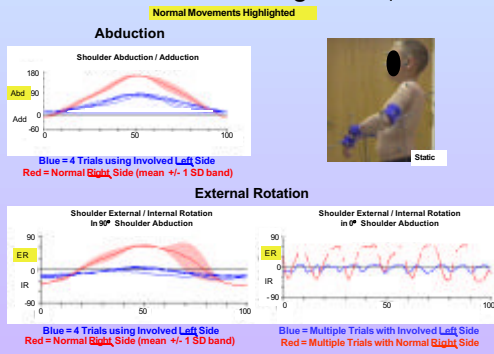 Normal Movements Highlighted
Abduction
Shoulder Abduction / Adduction
180
Abd 90
0
Add
-60
0 50 100
Blue = 4 Trials using Involved Left Side
Red = Normal Right Side (mean +/- 1 SD band)
Static
External Rotation
Shoulder External / Internal Rotation
In 90º Shoulder Abduction
90
ER
0
IR
-90
0 50 100
Blue = 4 Trials using Involved Left Side
Red = Normal Right Side (mean +/- 1 SD band)
Shoulder External / Internal Rotation
in 0º Shoulder Abduction
90
ER
0
IR
-90
0 50 100
Blue = Multiple Trials with Involved Left Side
Red = Multiple Trials with Normal Right Side